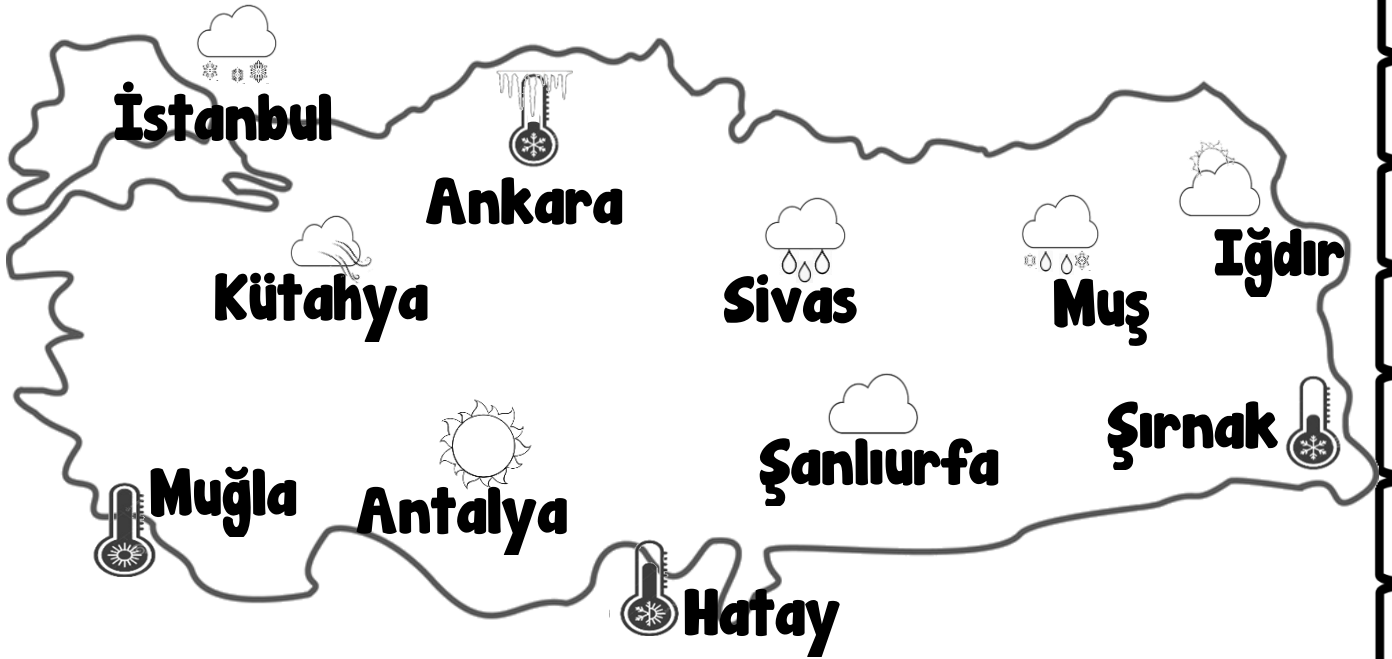 İstanbul
Ankara
Kütahya
Sivas
Muş
Iğdır
Muğla
Antalya
Şanlıurfa
Şırnak
Hatay